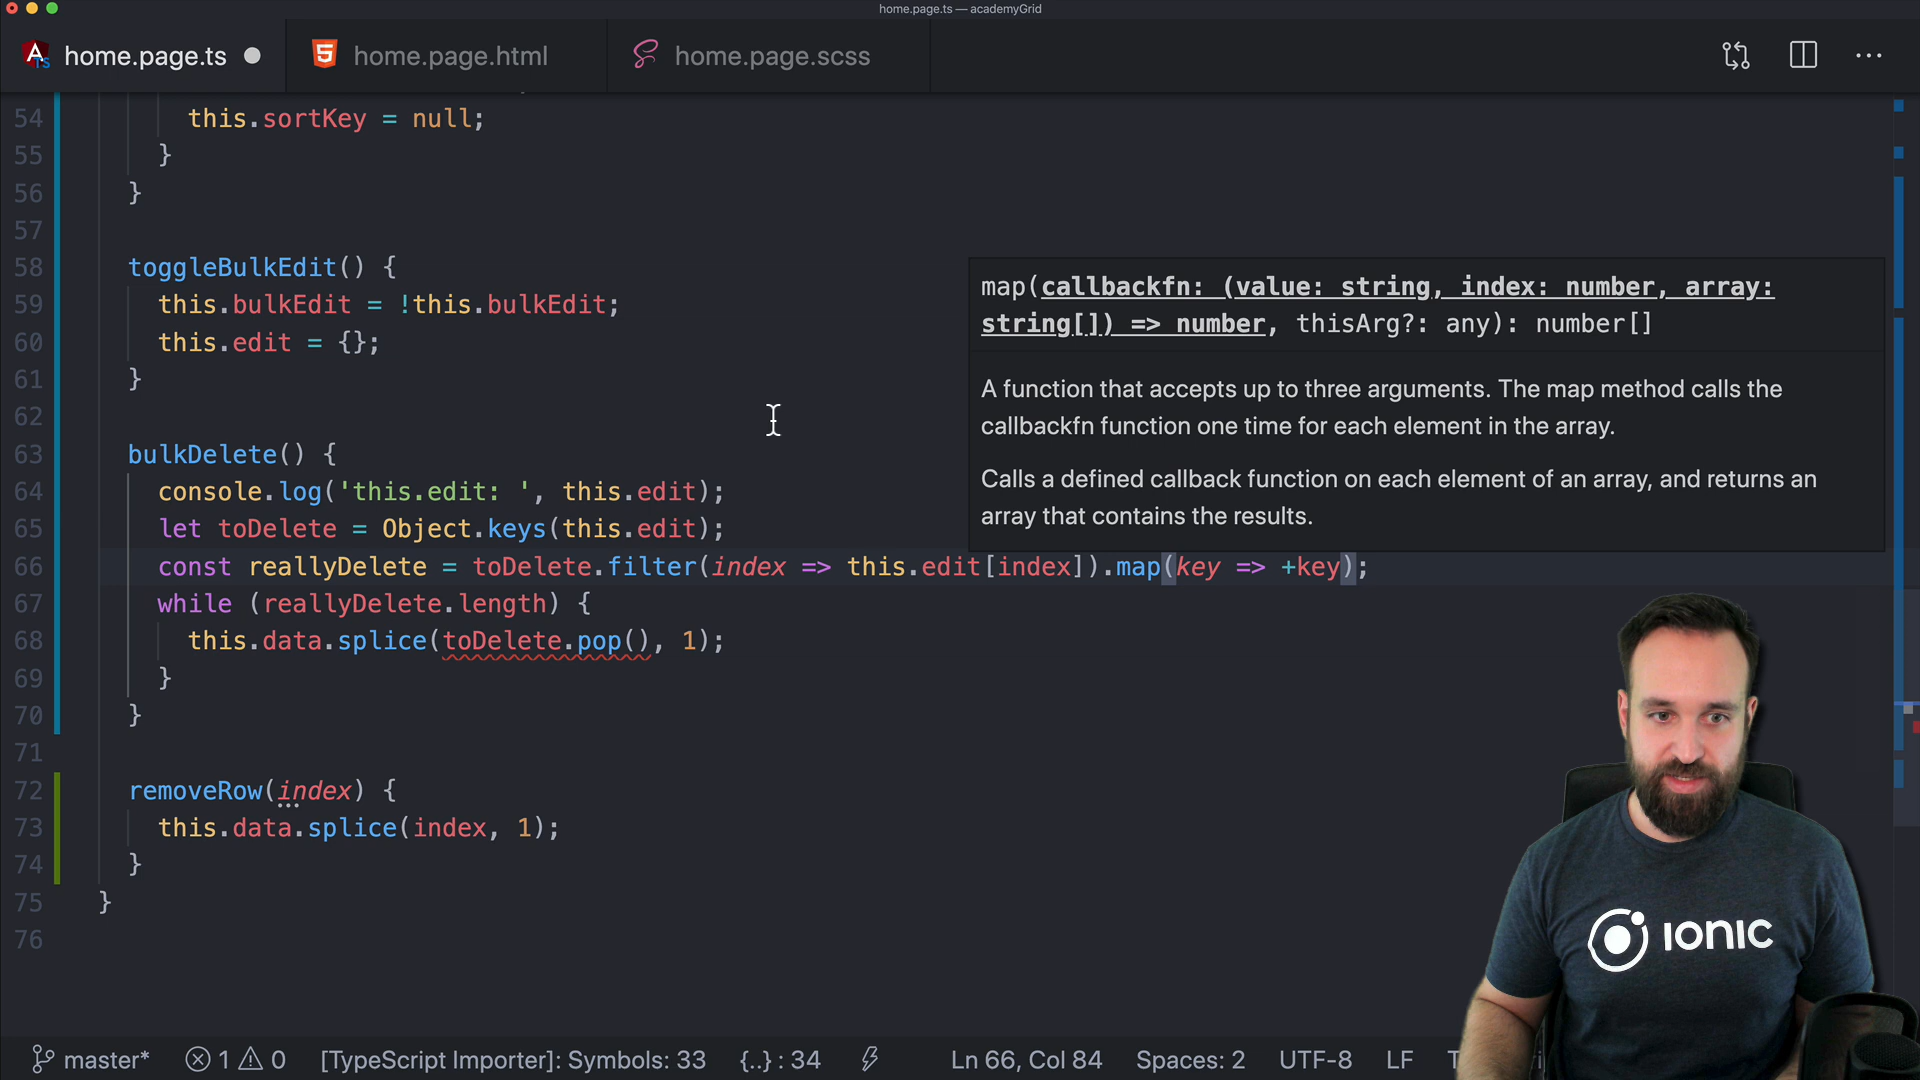 home.page.ts — academyGrid
home.page.ts
home.page.html
home.page.scss
54 this.sortKey = null;
55 }
56 }
57
58 toggleBulkEdit() {
59 this.bulkEdit = !this.bulkEdit;
60 this.edit = {};
61 }
62
63 bulkDelete() {
64 console.log('this.edit: ', this.edit);
65 let toDelete = Object.keys(this.edit);
66 const reallyDelete = toDelete.filter(index => this.edit[index]).map(key => +key);
67 while (reallyDelete.length) {
68 this.data.splice(toDelete.pop(), 1);
69 }
70 }
71
72 removeRow(index) {
73 this.data.splice(index, 1);
74 }
75 }
76
map(callbackfn: (value: string, index: number, array:
string[]) => number, thisArg?: any): number[]
A function that accepts up to three arguments. The map method calls the
callbackfn function one time for each element in the array.
Calls a defined callback function on each element of an array, and returns an
array that contains the results.
IONIC
master* 1 0 [TypeScript Importer]: Symbols: 33 {..} : 34 Ln 66, Col 84 Spaces: 2 UTF-8 LF